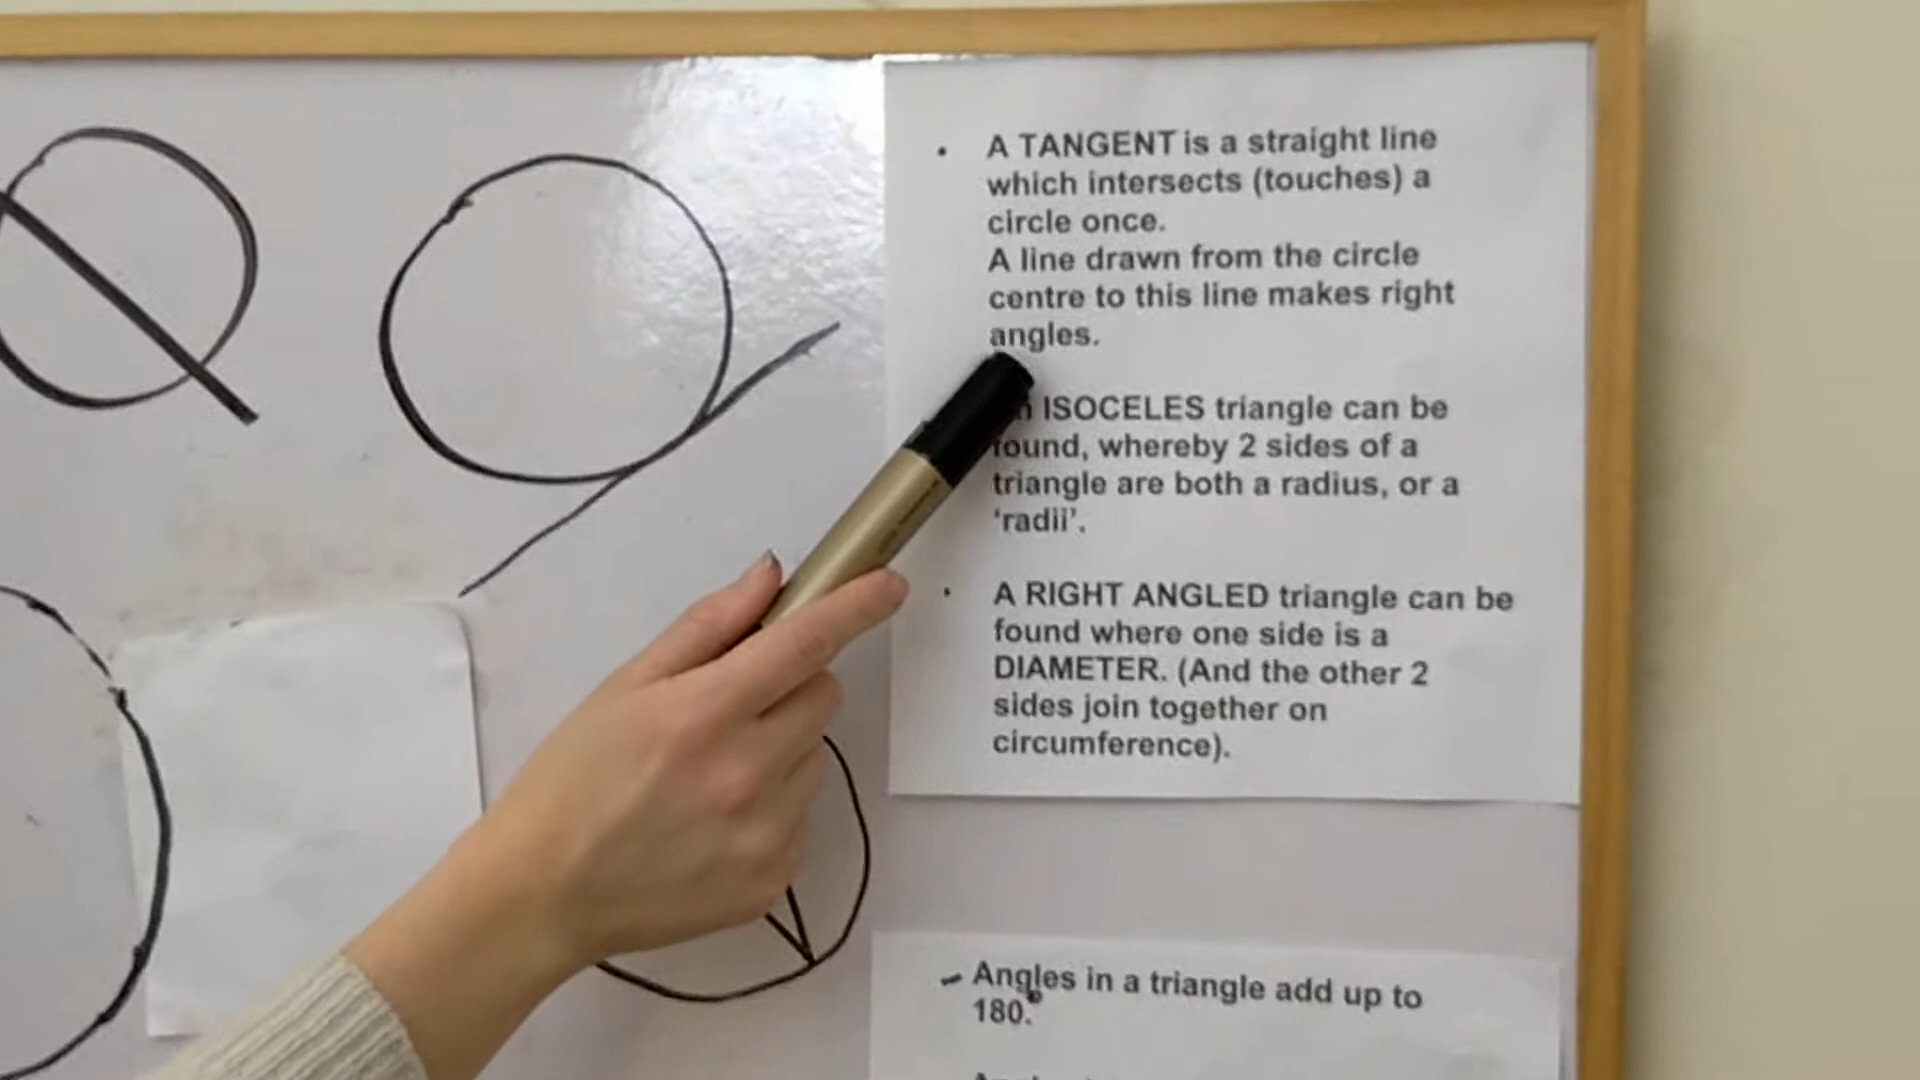 A TANGENT is a straight line
which intersects (touches) a
circle once.
A line drawn from the circle
centre to this line makes right
angles.
ISOCELES triangle can be
found, whereby 2 sides of a
triangle are both a radius, or a
‘radii’.
A RIGHT ANGLED triangle can be
found where one side is a
DIAMETER. (And the other 2
sides join together on
circumference).
Angles in a triangle add up to
180.°